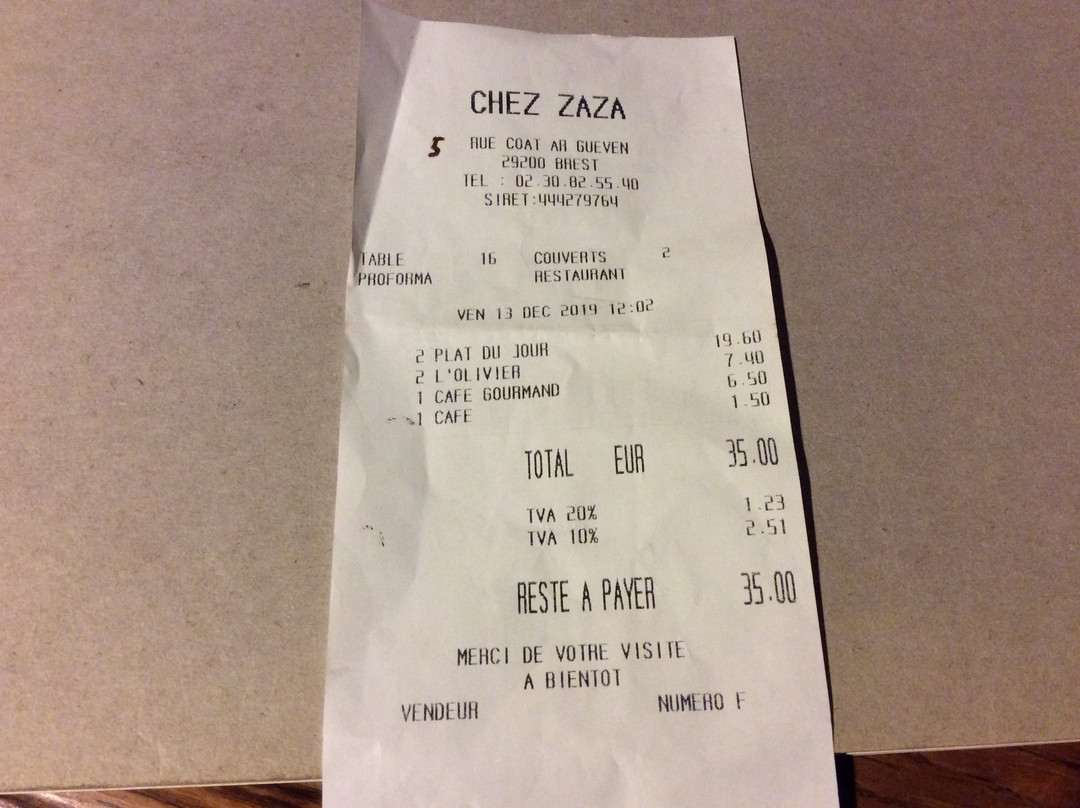 CHEZ ZAZA
5 RUE COAT AR GUEVEN
29200 BREST
TEL : 02.30.82.55.40
SIRET:444279764
TABLE 16 COUVERTS 2
PROFORMA RESTAURANT
VEN 13 DEC 2019 12:02
2 PLAT DU JOUR 19.60
2 L'OLIVIER 7.40
1 CAFE GOURMAND 6.50
1 CAFE 1.50
TOTAL EUR 35.00
TVA 20% 1.23
TVA 10% 2.51
RESTE A PAYER 35.00
MERCI DE VOTRE VISITE
A BIENTOT
VENDEUR NUMERO F